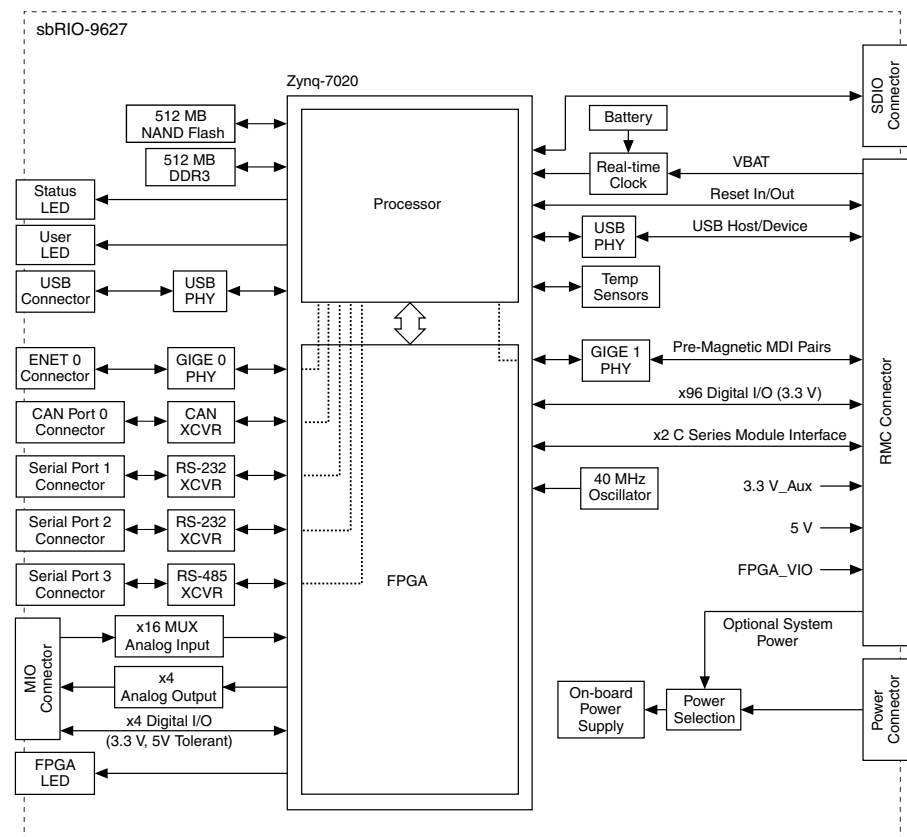 sbRIO-9627
Zynq-7020
512 MB
NAND Flash
512 MB
DDR3
Status
LED
User
LED
USB
Connector
USB
PHY
ENET 0
Connector
GIGE 0
PHY
CAN Port 0
Connector
CAN
XCVR
Serial Port 1
Connector
RS-232
XCVR
Serial Port 2
Connector
RS-232
XCVR
Serial Port 3
Connector
RS-485
XCVR
MIO
Connector
x16 MUX
Analog Input
x4
Analog Output
x4 Digital I/O
(3.3 V, 5V Tolerant)
FPGA
LED
Processor
FPGA
Battery
Real-time
Clock
VBAT
Reset In/Out
USB
PHY
USB Host/Device
Temp
Sensors
GIGE 1
PHY
Pre-Magnetic MDI Pairs
x96 Digital I/O (3.3 V)
x2 C Series Module Interface
40 MHz
Oscillator
3.3 V_Aux
5 V
FPGA_VIO
Optional System
Power
On-board
Power
Supply
Power
Selection
SDIO
Connector
RMC Connector
Power
Connector